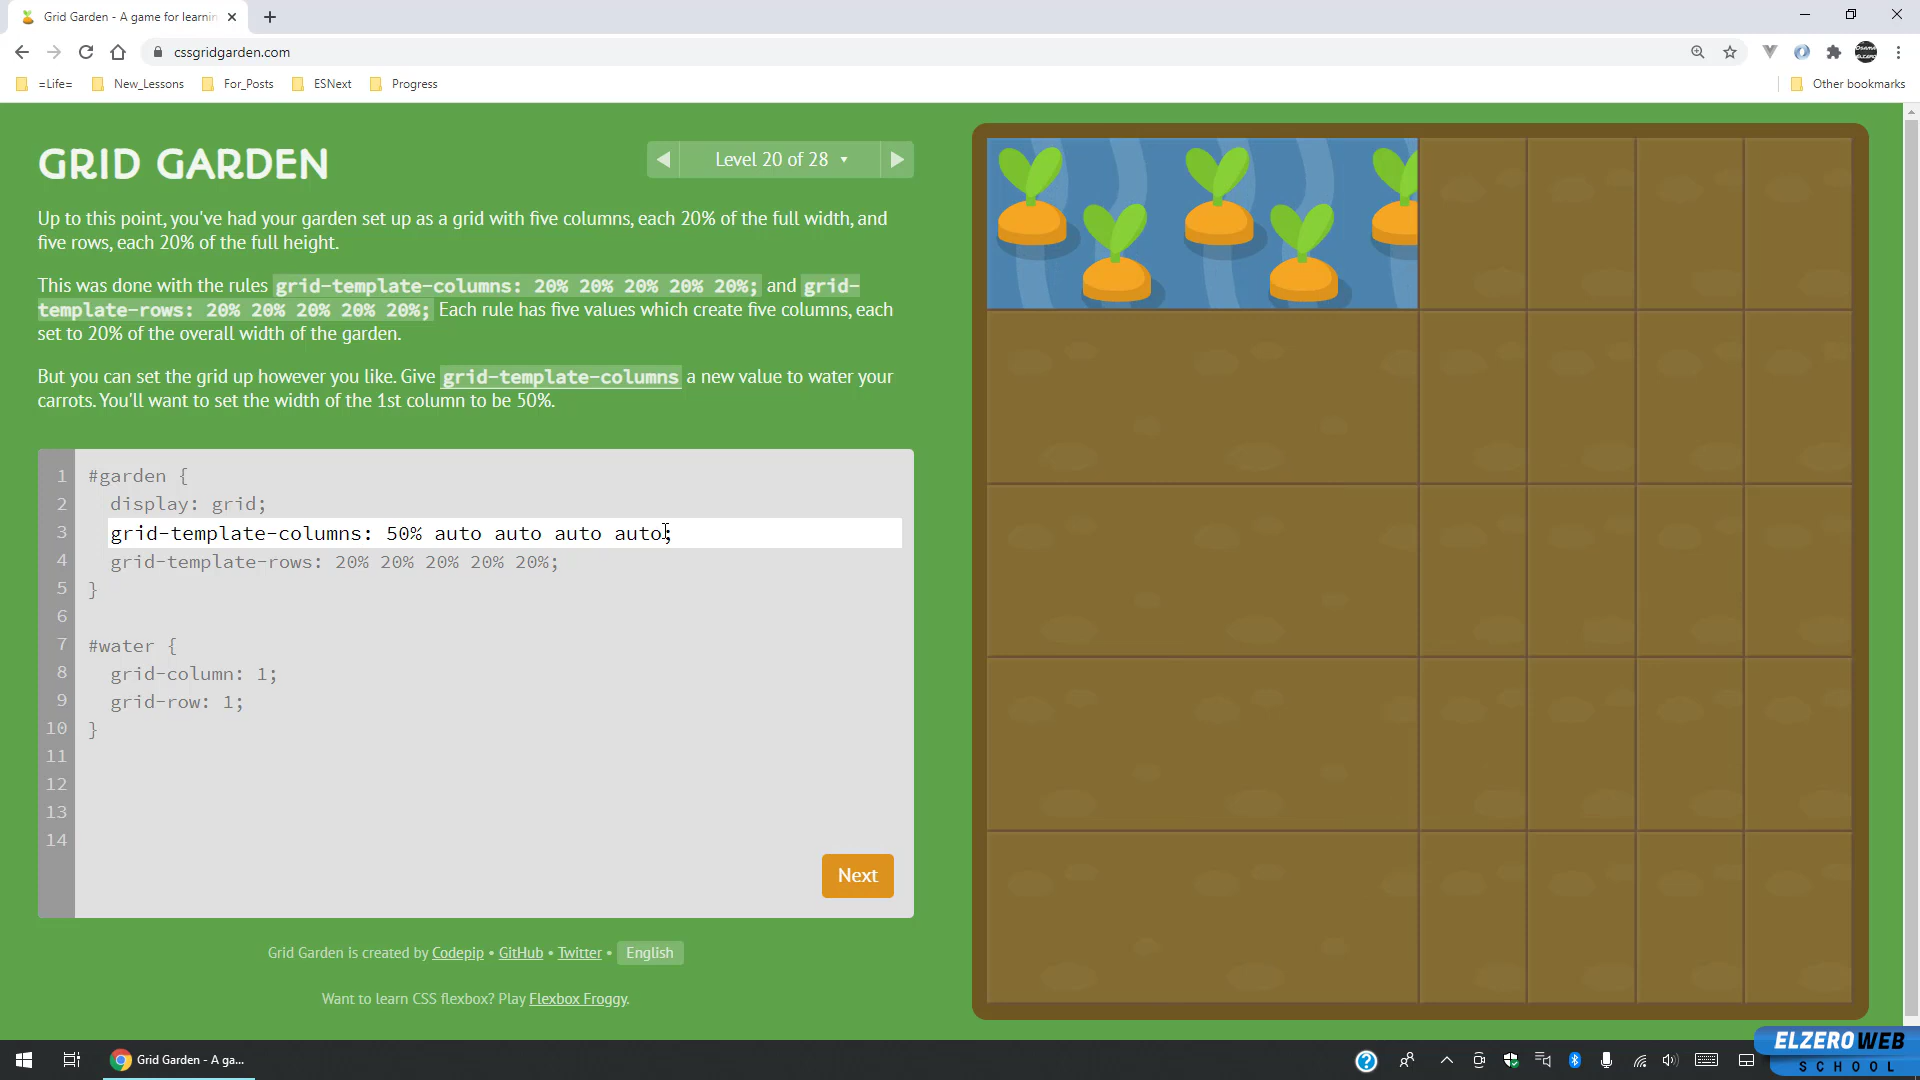 Grid Garden - A game for learnin
cssgridgarden.com
=Life= New_Lessons For_Posts ESNext Progress Other bookmarks
GRID GARDEN
Level 20 of 28
Up to this point, you've had your garden set up as a grid with five columns, each 20% of the full width, and
five rows, each 20% of the full height.
This was done with the rules grid-template-columns: 20% 20% 20% 20% 20%; and grid-
template-rows: 20% 20% 20% 20% 20%; Each rule has five values which create five columns, each
set to 20% of the overall width of the garden.
But you can set the grid up however you like. Give grid-template-columns a new value to water your
carrots. You'll want to set the width of the 1st column to be 50%.
1 #garden {
2 display: grid;
3 grid-template-columns: 50% auto auto auto auto;
4 grid-template-rows: 20% 20% 20% 20% 20%;
5 }
6
7 #water {
8 grid-column: 1;
9 grid-row: 1;
10 }
11
12
13
14
Next
Grid Garden is created by Codepip • GitHub • Twitter • English
Want to learn CSS flexbox? Play Flexbox Froggy.
Grid Garden - A ga...
ELZEROWEB
SCHOOL